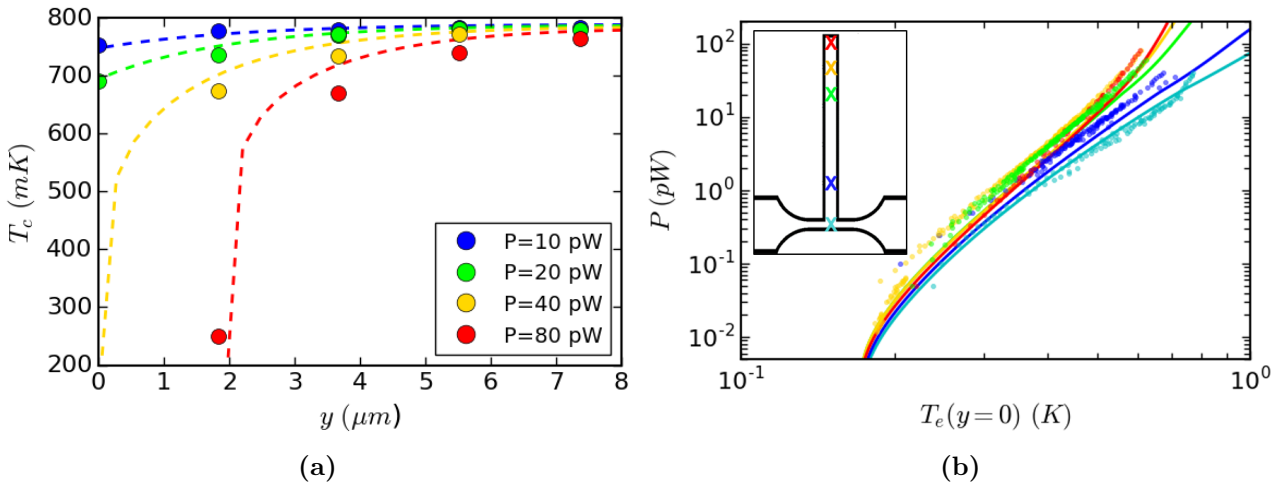 800
700
600
500
400
300
200
T_c (mK)
0 1 2 3 4 5 6 7 8
y (μm)
P=10 pW
P=20 pW
P=40 pW
P=80 pW
(a)
10^2
10^1
10^0
10^-1
10^-2
P (pW)
X
X
X
X
X
10^-1 10^0
T_e(y=0) (K)
(b)